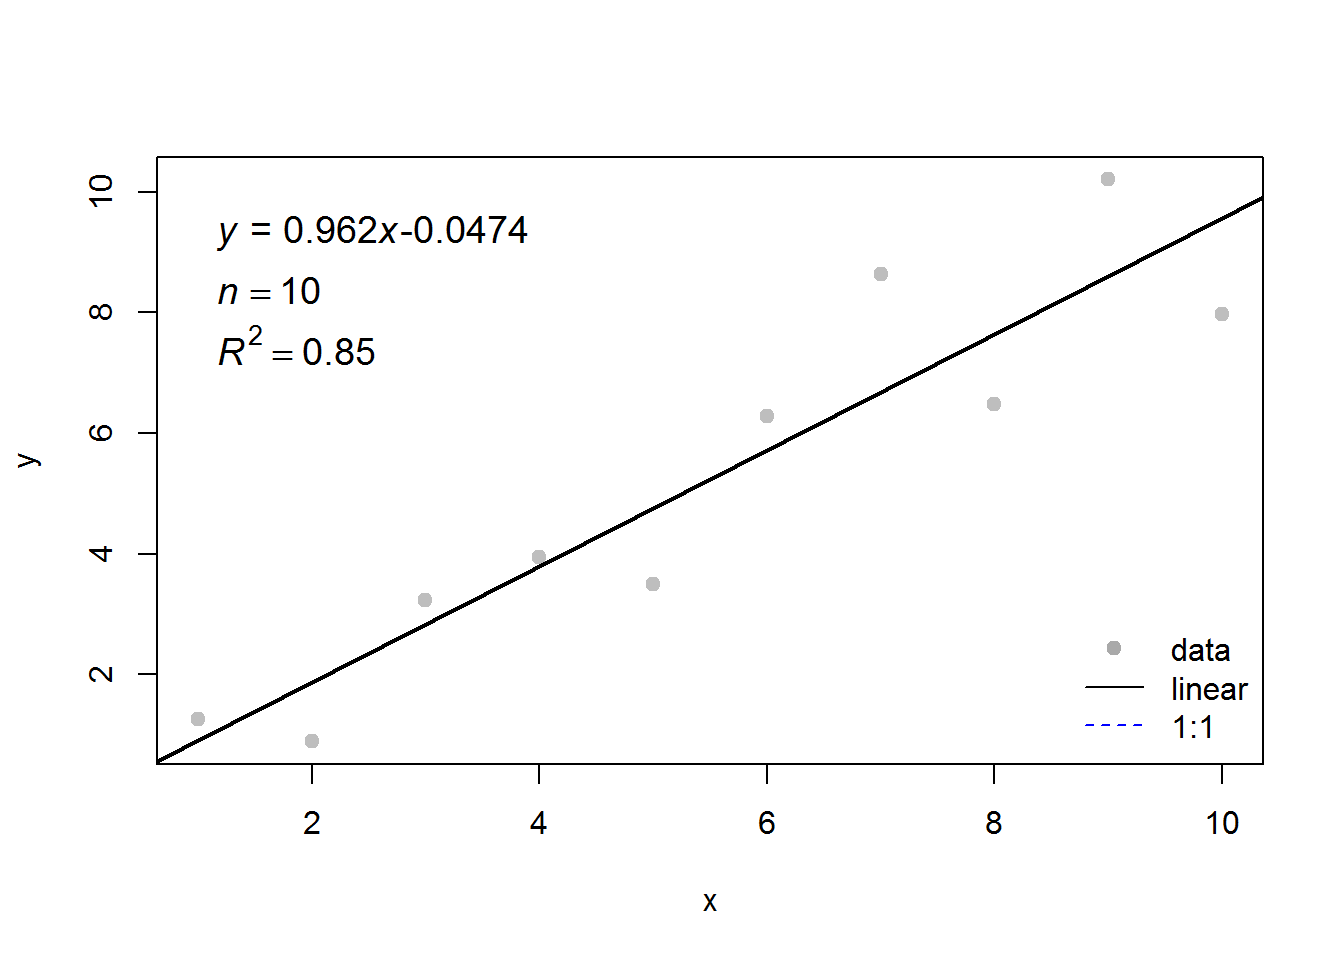 y = 0.962x-0.0474
n = 10
R² = 0.85
10
8
6
4
2
y
data
linear
1:1
2 4 6 8 10
x